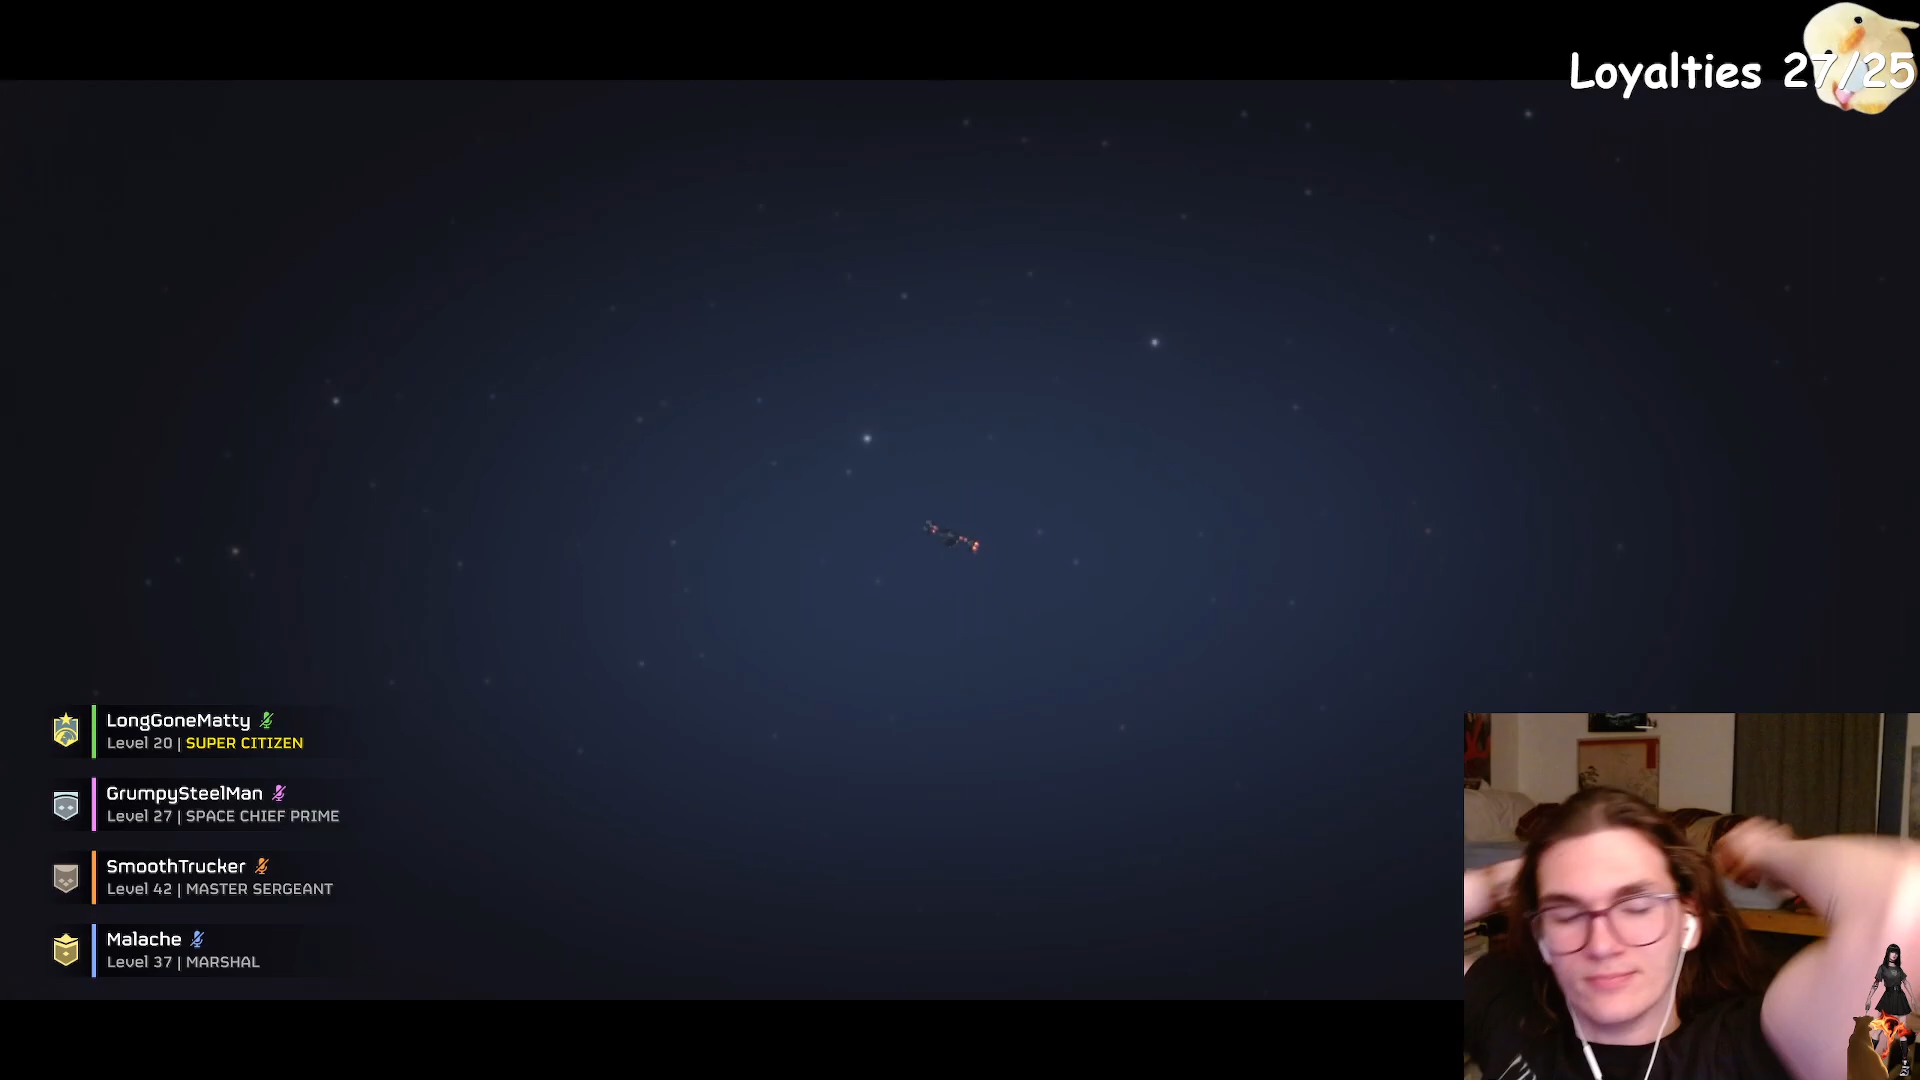 Loyalties 27/25
LongGoneMatty
Level 20 | SUPER CITIZEN
GrumpySteelMan
Level 27 | SPACE CHIEF PRIME
SmoothTrucker
Level 42 | MASTER SERGEANT
Malache
Level 37 | MARSHAL